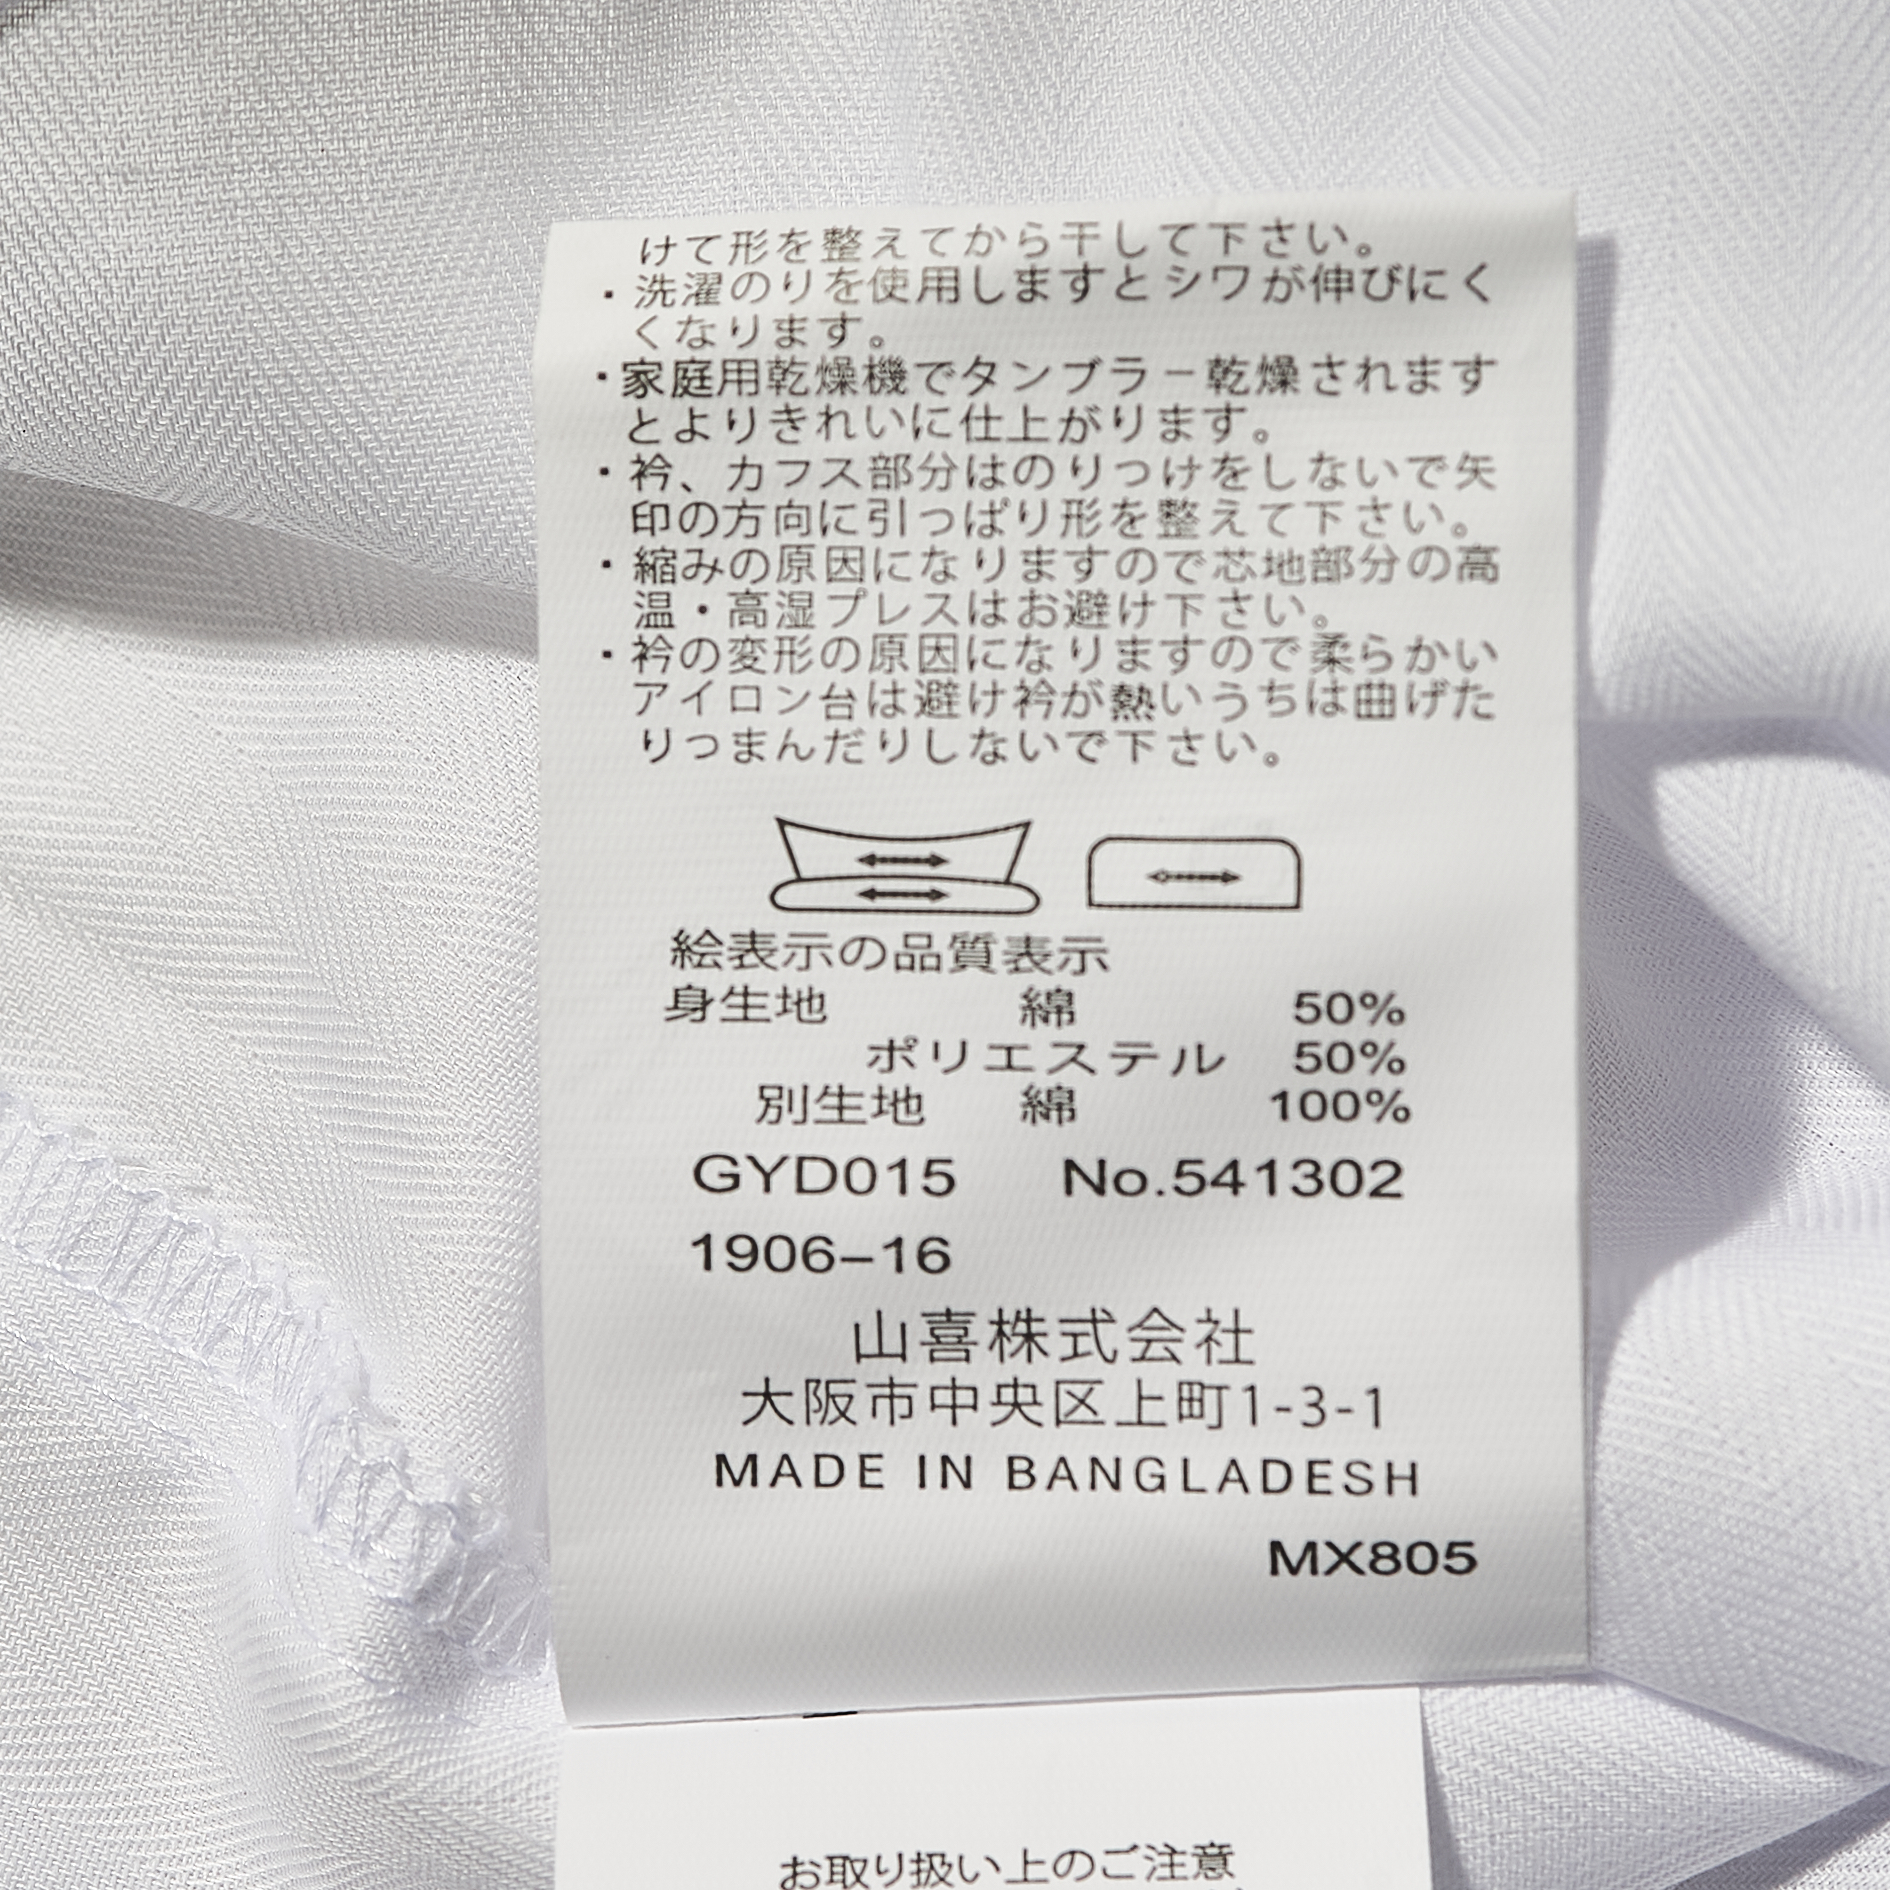 けて形を整えてから干して下さい。
・洗濯のりを使用しますとシワが伸びにく
くなります。
・家庭用乾燥機でタンブラー乾燥されます
とよりきれいに仕上がります。
・衿、カフス部分はのりつけをしないで矢
印の方向に引っぱり形を整えて下さい。
・縮みの原因になりますので芯地部分の高
温・高湿プレスはお避け下さい。
・衿の変形の原因になりますので柔らかい
アイロン台は避け衿が熱いうちは曲げた
りつまんだりしないで下さい。
絵表示の品質表示
身生地 綿 50%
ポリエステル 50%
別生地 綿 100%
GYD015 No.541302
1906-16
山喜株式会社
大阪市中央区上町1-3-1
MADE IN BANGLADESH
MX805
お取り扱い上のご注意